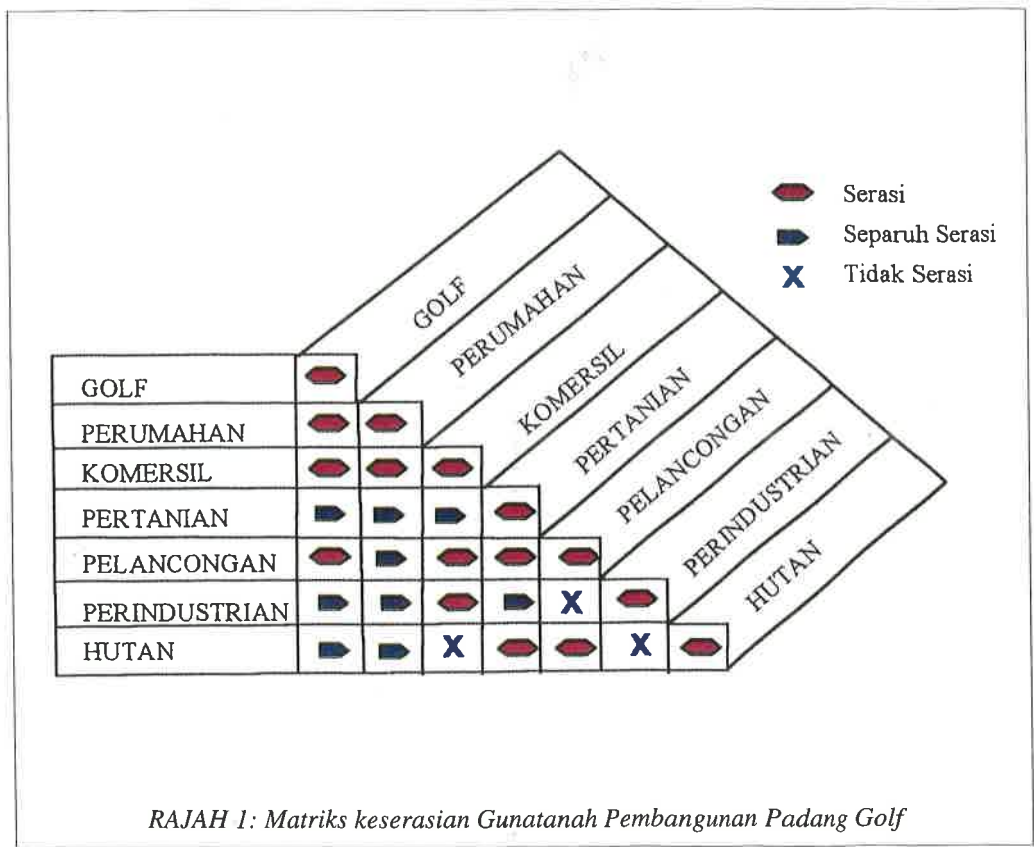 GOLF
PERUMAHAN
KOMERSIL
PERTANIAN
PELANCONGAN
PERINDUSTRIAN
HUTAN
Serasi
Separuh Serasi
X Tidak Serasi
GOLF
PERUMAHAN
KOMERSIL
PERTANIAN
PELANCONGAN
PERINDUSTRIAN X
HUTAN X X
RAJAH 1: Matriks keserasian Gunatanah Pembangunan Padang Golf